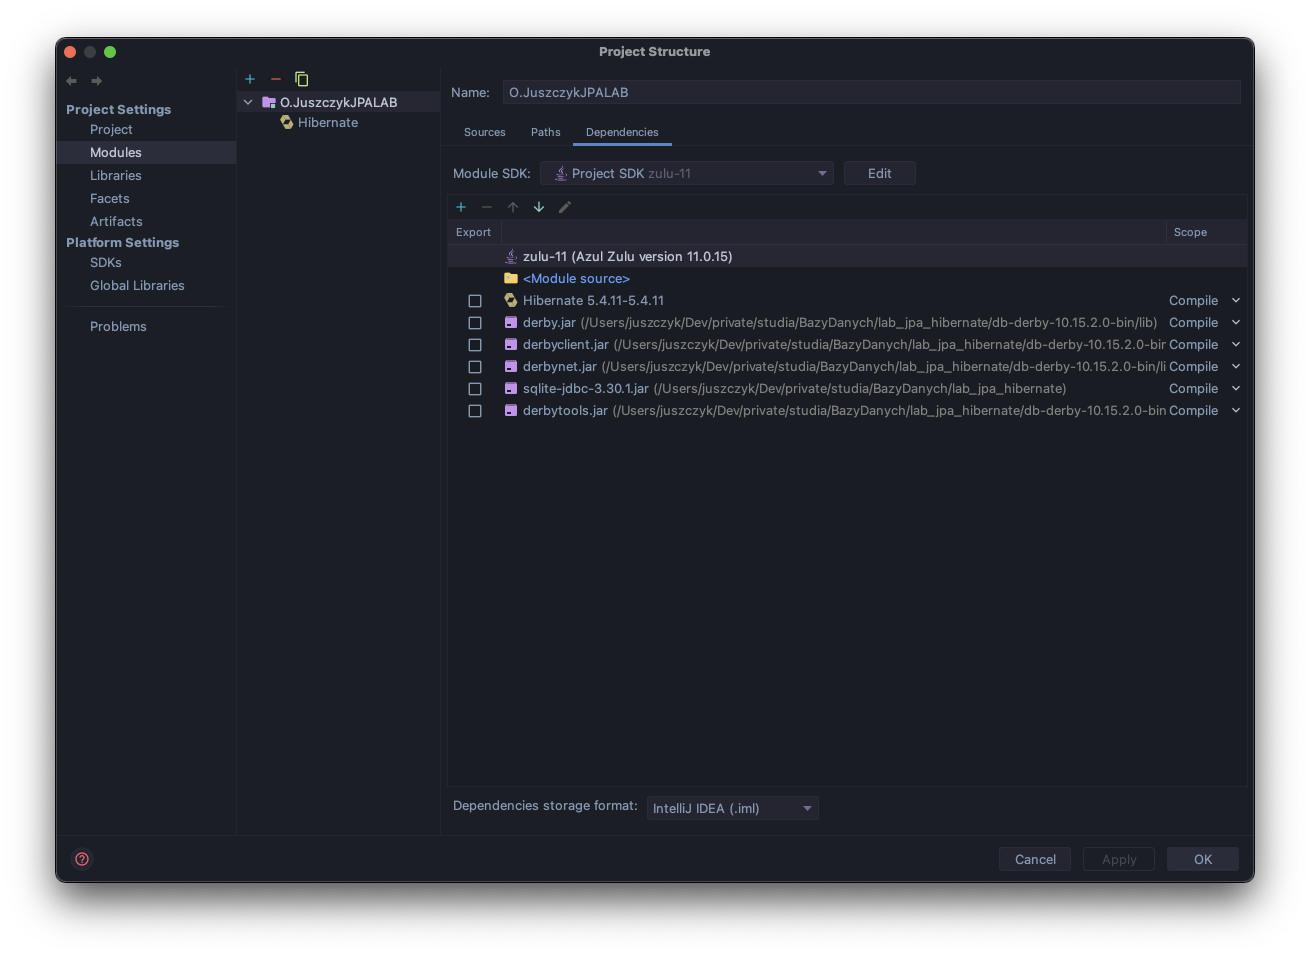 Project Structure
Project Settings
Project
Modules
Libraries
Facets
Artifacts
Platform Settings
SDKs
Global Libraries
Problems
O.JuszczykJPALAB
Hibernate
Name: O.JuszczykJPALAB
Sources Paths Dependencies
Module SDK: Project SDK zulu-11 Edit
Export Scope
zulu-11 (Azul Zulu version 11.0.15)
<Module source>
Hibernate 5.4.11-5.4.11 Compile
derby.jar (/Users/juszczyk/Dev/private/studia/BazyDanych/lab_jpa_hibernate/db-derby-10.15.2.0-bin/lib) Compile
derbyclient.jar (/Users/juszczyk/Dev/private/studia/BazyDanych/lab_jpa_hibernate/db-derby-10.15.2.0-bin Compile
derbynet.jar (/Users/juszczyk/Dev/private/studia/BazyDanych/lab_jpa_hibernate/db-derby-10.15.2.0-bin/li Compile
sqlite-jdbc-3.30.1.jar (/Users/juszczyk/Dev/private/studia/BazyDanych/lab_jpa_hibernate) Compile
derbytools.jar (/Users/juszczyk/Dev/private/studia/BazyDanych/lab_jpa_hibernate/db-derby-10.15.2.0-bin Compile
Dependencies storage format: IntelliJ IDEA (.iml)
? Cancel Apply OK